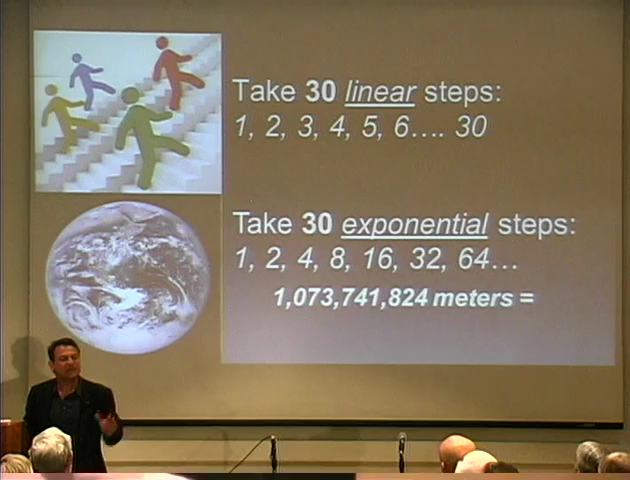 Take 30 linear steps:
1, 2, 3, 4, 5, 6.... 30
Take 30 exponential steps:
1, 2, 4, 8, 16, 32, 64...
1,073,741,824 meters =